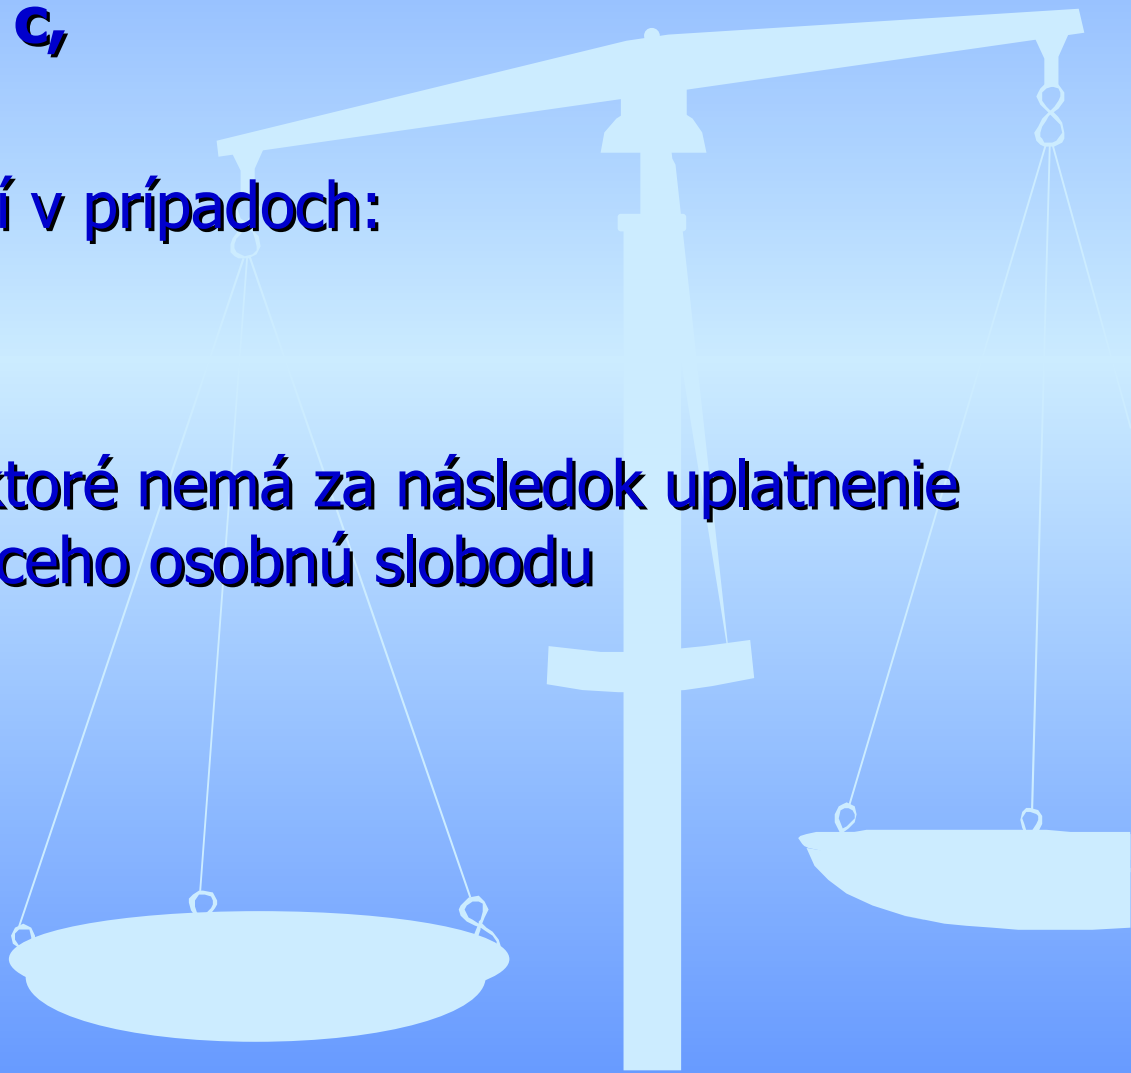 c,
í v prípadoch:
ktoré nemá za následok uplatnenie
ceho osobnú slobodu